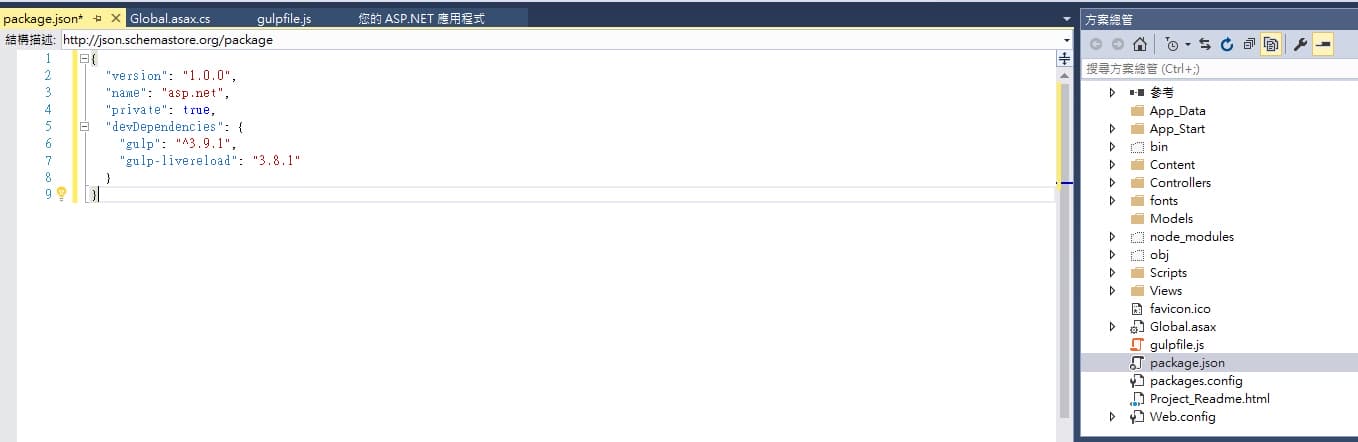 package.json*
Global.asax.cs
gulpfile.js
您的 ASP.NET 應用程式
結構描述: http://json.schemastore.org/package
1 {
2 "version": "1.0.0",
3 "name": "asp.net",
4 "private": true,
5 "devDependencies": {
6 "gulp": "^3.9.1",
7 "gulp-livereload": "3.8.1"
8 }
9 }
方案總管
搜尋方案總管 (Ctrl+;)
參考
App_Data
App_Start
bin
Content
Controllers
fonts
Models
node_modules
obj
Scripts
Views
favicon.ico
Global.asax
gulpfile.js
package.json
packages.config
Project_Readme.html
Web.config